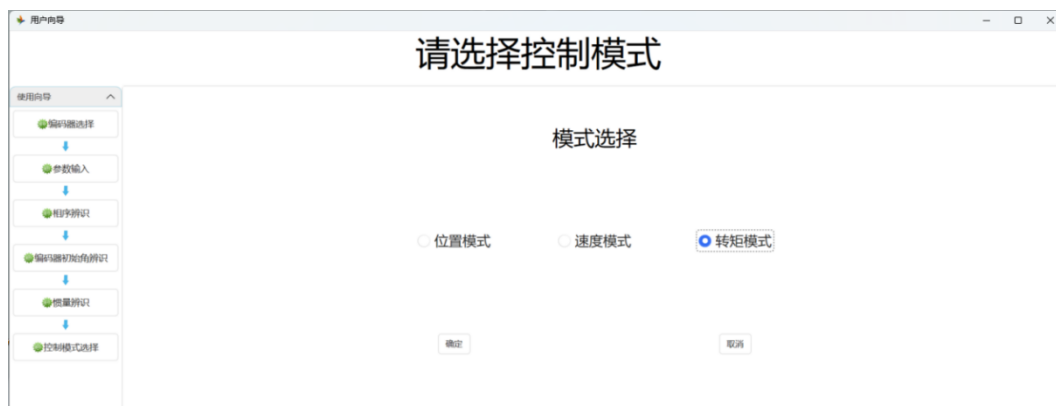 用户向导
请选择控制模式
使用向导
编码器选择
参数输入
相序辨识
编码器初始角辨识
惯量辨识
控制模式选择
模式选择
位置模式 速度模式 转矩模式
确定 取消